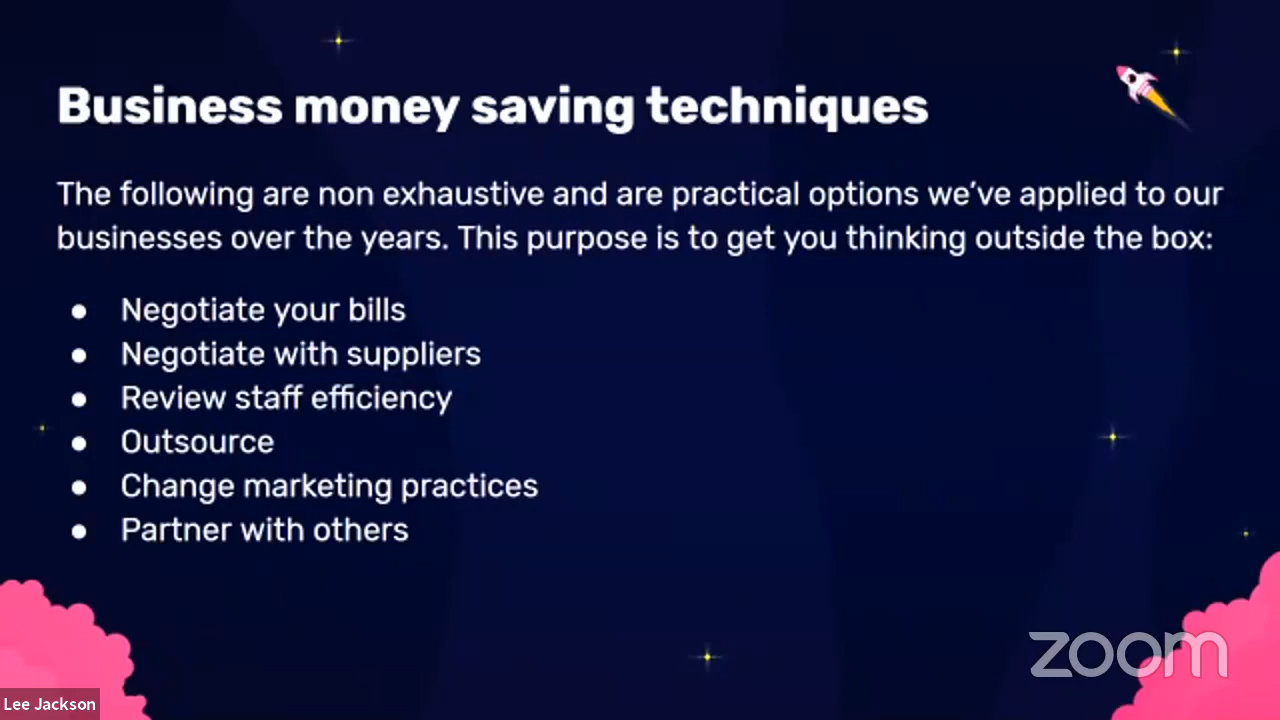 Business money saving techniques
The following are non exhaustive and are practical options we've applied to our
businesses over the years. This purpose is to get you thinking outside the box:
● Negotiate your bills
● Negotiate with suppliers
● Review staff efficiency
● Outsource
● Change marketing practices
● Partner with others
zoom
Lee Jackson